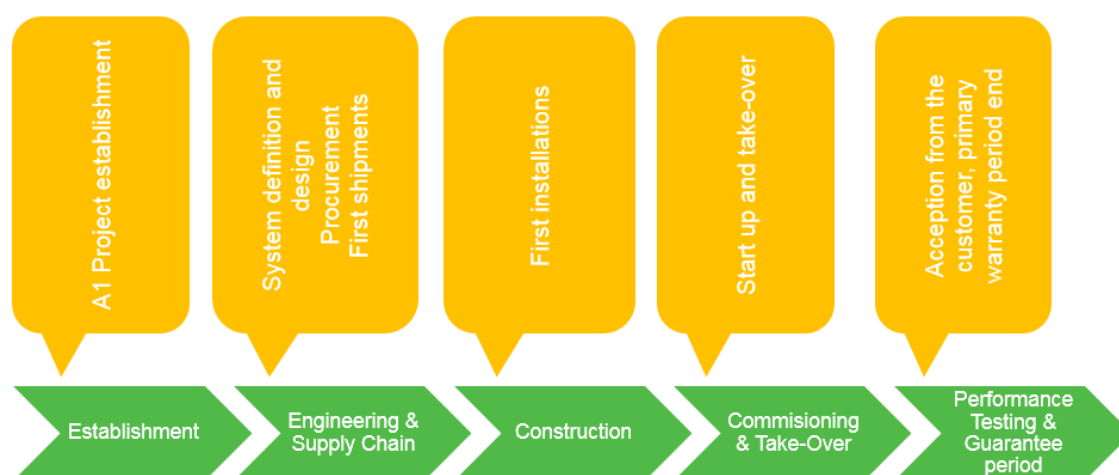 A1 Project establishment
System definition and
design
Procurement
First shipments
First installations
Start up and take-over
Acception from the
customer, primary
warranty period end
Establishment
Engineering &
Supply Chain
Construction
Commisioning
& Take-Over
Performance
Testing &
Guarantee
period